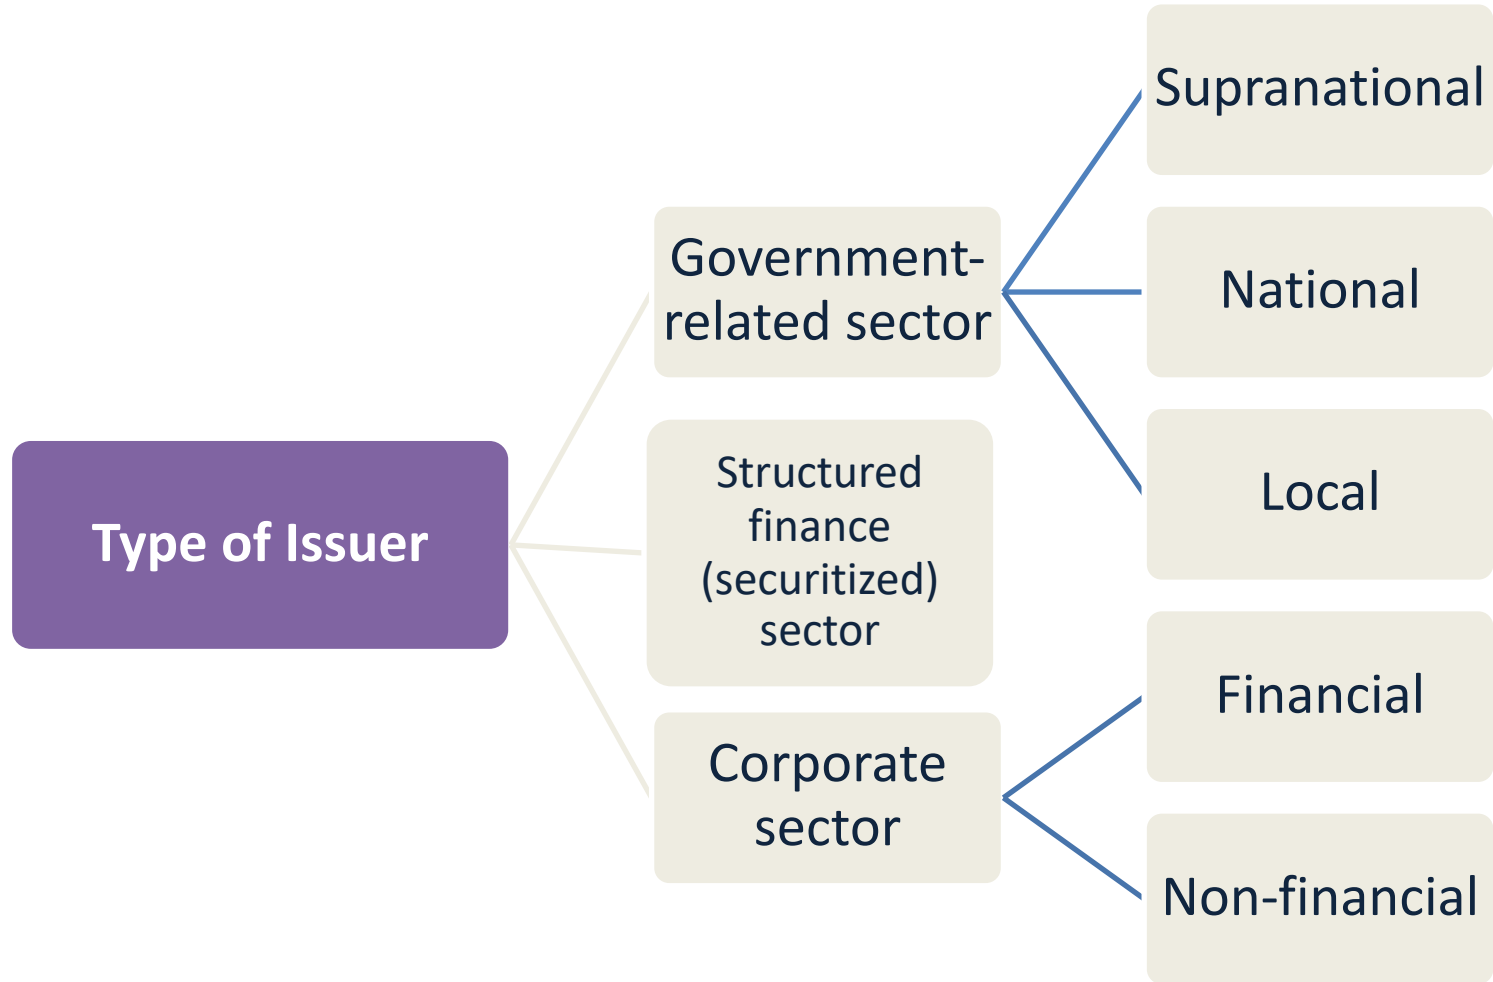 Type of Issuer
Government-
related sector
Structured
finance
(securitized)
sector
Corporate
sector
Supranational
National
Local
Financial
Non-financial